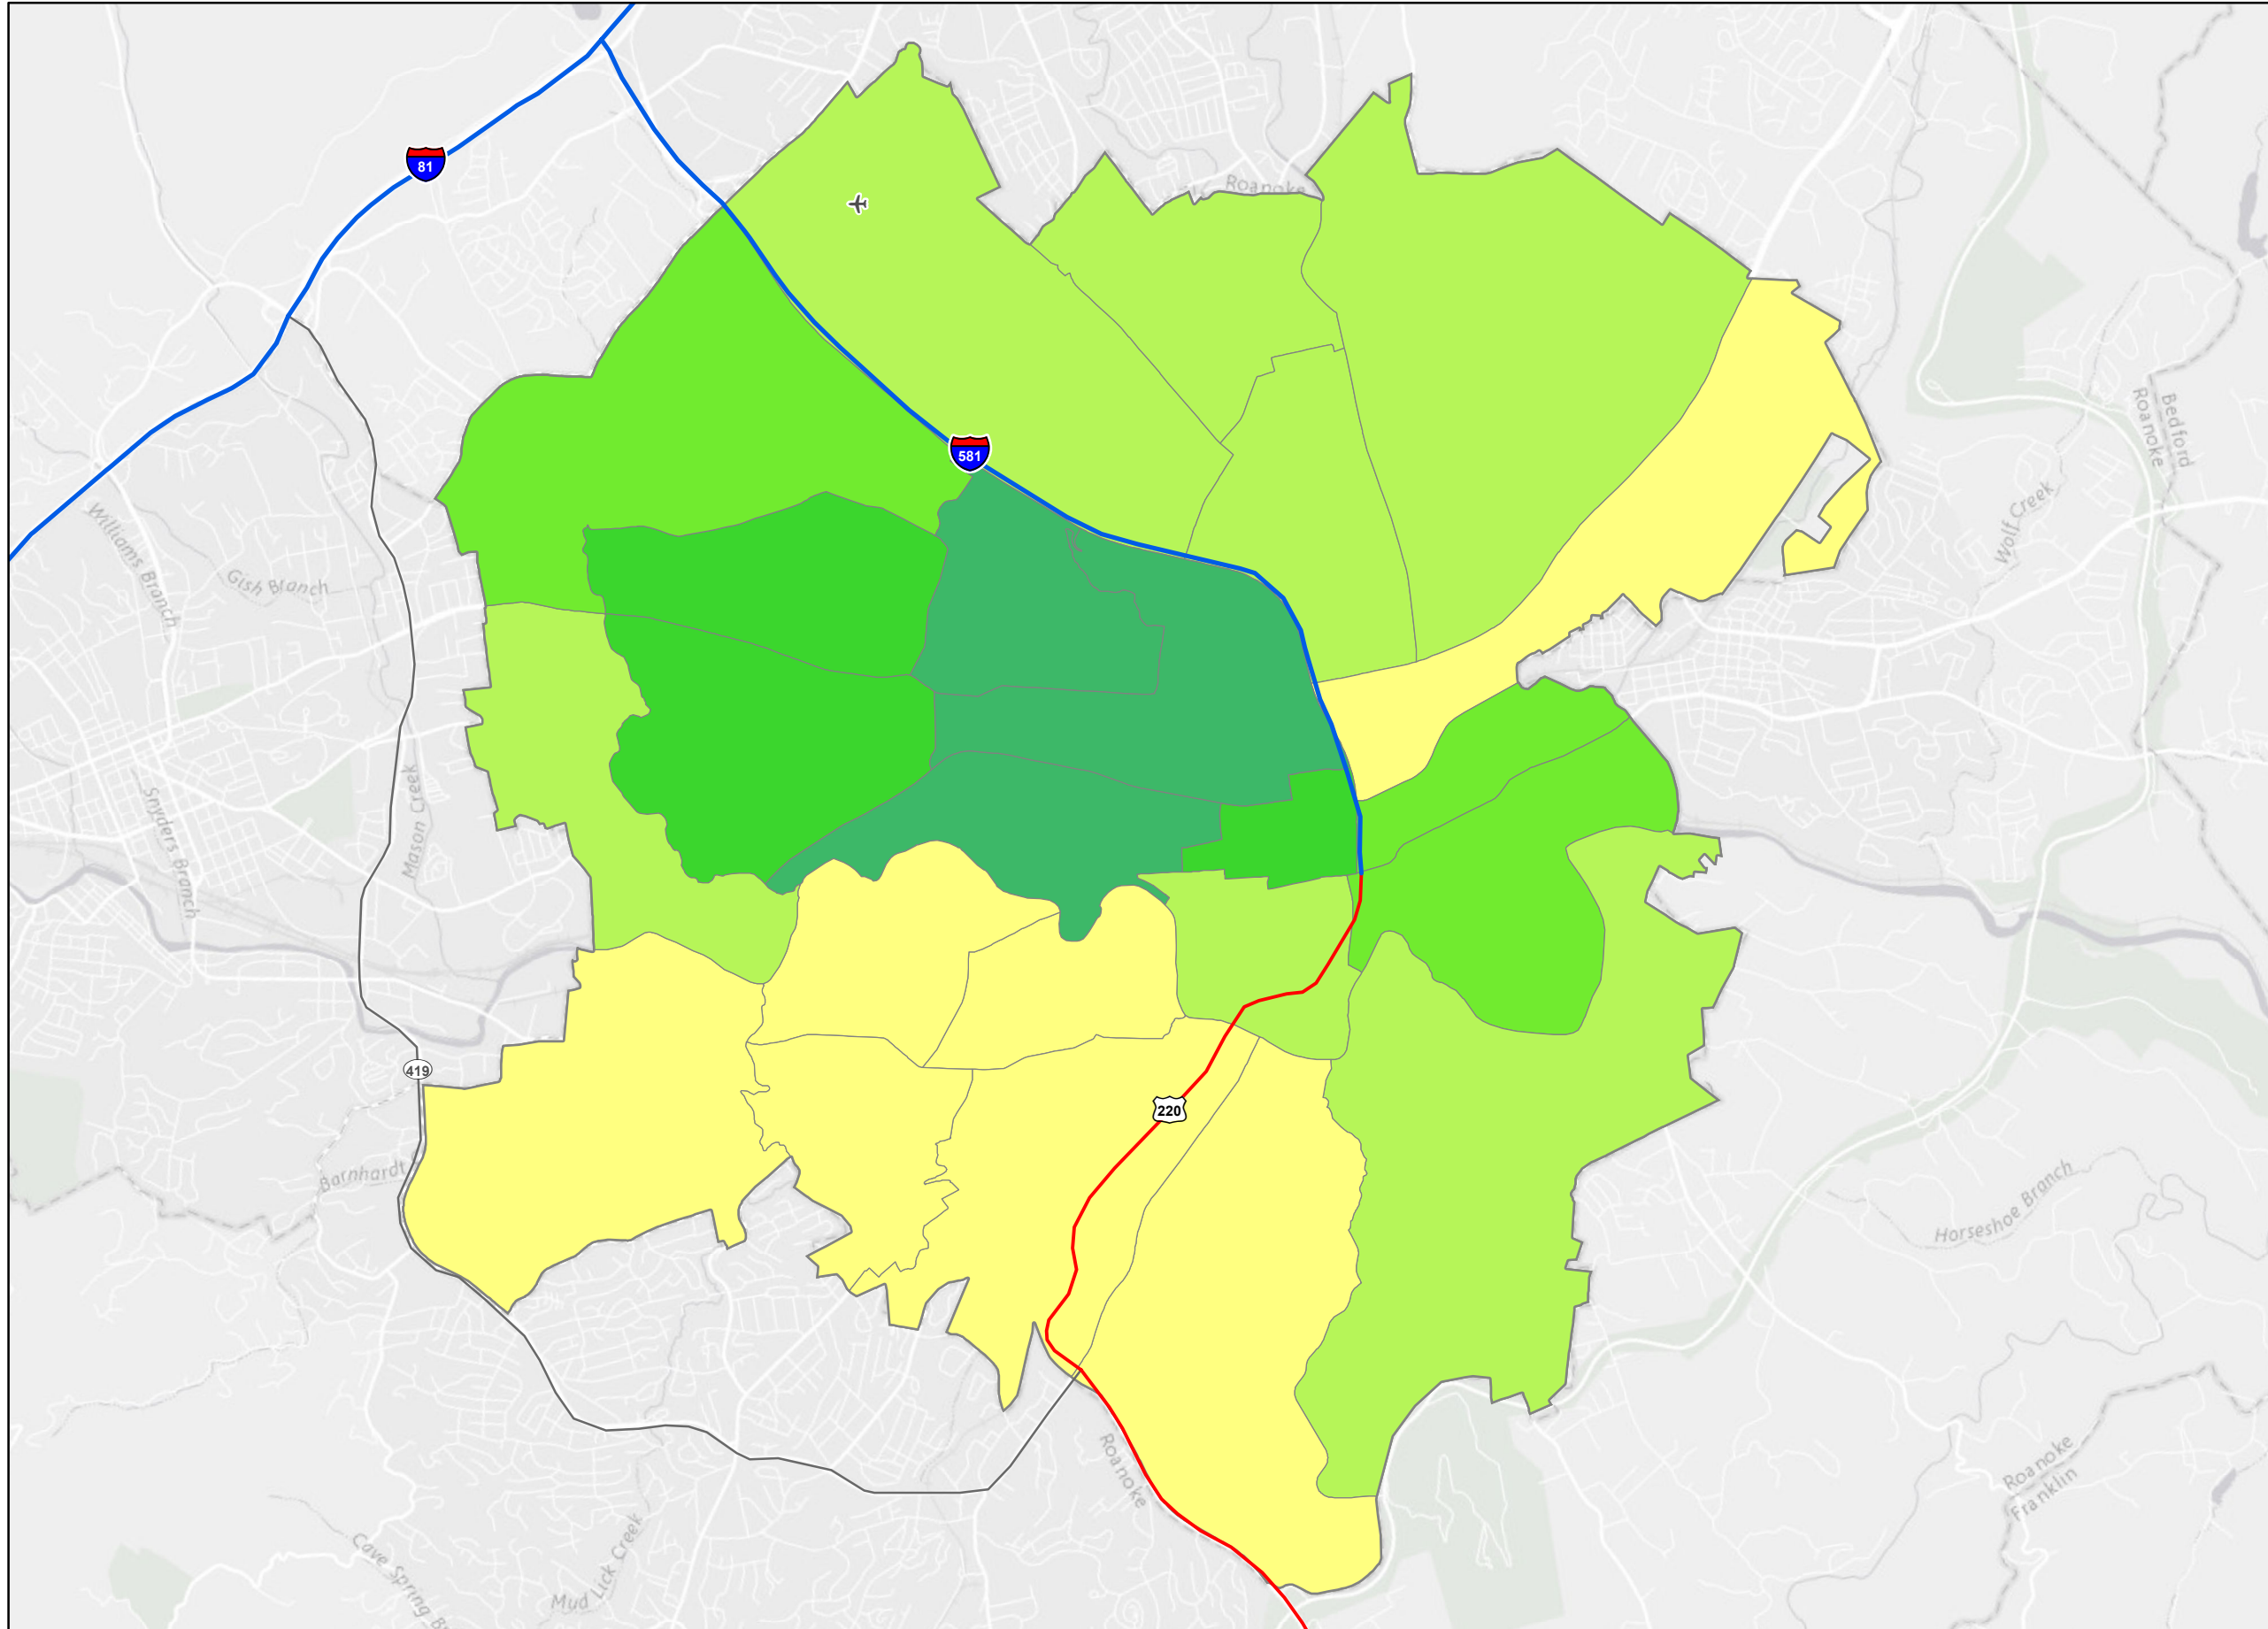 81
Roanoke
581
Bedford
Roanoke
Wolf Creek
Williams Branch
Gish Branch
Mason Creek
Snyders Branch
419
220
Barnhardt
Horseshoe Branch
Roanoke
Roanoke
Franklin
Cave Spring
Mud Lick Creek